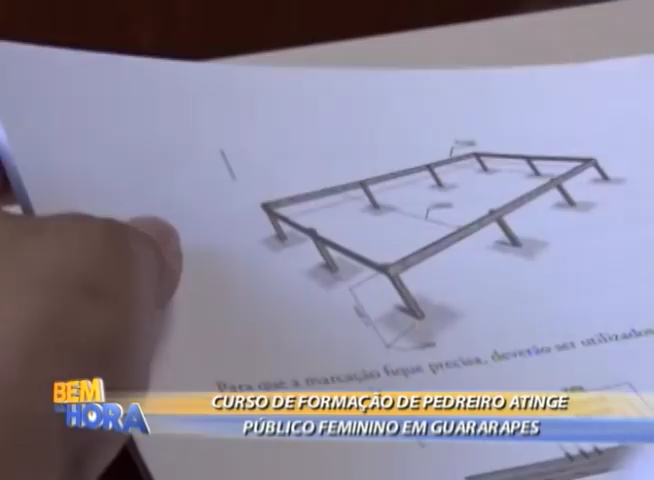 Para que a marcação fique precisa, deverão ser utilizados
BEM
NA HORA
CURSO DE FORMAÇÃO DE PEDREIRO ATINGE
PÚBLICO FEMININO EM GUARARAPES